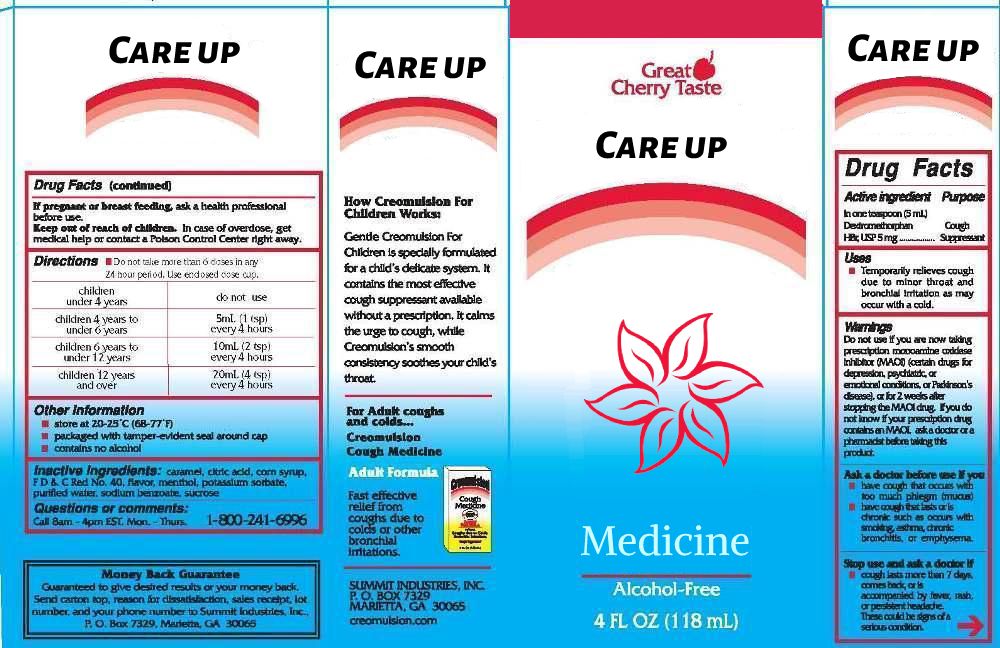 CARE UP
Drug Facts (continued)
If pregnant or breast feeding, ask a health professional
before use.
Keep out of reach of children. In case of overdose, get
medical help or contact a Poison Control Center right away.
Directions ■ Do not take more than 6 doses in any
24 hour period. Use enclosed dose cup.
children
under 4 years
do not use
children 4 years to
under 6 years
5mL (1 tsp)
every 4 hours
children 6 years to
under 12 years
10mL (2 tsp)
every 4 hours
children 12 years
and over
20mL (4 tsp)
every 4 hours
Other information
■ store at 20-25°C (68-77°F)
■ packaged with tamper-evident seal around cap
■ contains no alcohol
Inactive ingredients: caramel, citric acid, corn syrup,
F D & C Red No. 40, flavor, menthol, potassium sorbate,
purified water, sodium benzoate, sucrose
Questions or comments:
Call 8am - 4pm EST. Mon. - Thurs. 1-800-241-6996
Money Back Guarantee
Guaranteed to give desired results or your money back.
Send carton top, reason for dissatisfaction, sales receipt, lot
number, and your phone number to Summit Industries, Inc.,
P. O. Box 7329, Marietta, GA 30065
CARE UP
How Creomulsion For
Children Works:
Gentle Creomulsion For
Children is specially formulated
for a child's delicate system. It
contains the most effective
cough suppressant available
without a prescription. It calms
the urge to cough, while
Creomulsion's smooth
consistency soothes your child's
throat.
For Adult coughs
and colds...
Creomulsion
Cough Medicine
Adult Formula
Fast effective
relief from
coughs due to
colds or other
bronchial
irritations.
Creomulsion
Cough
Medicine
SUMMIT INDUSTRIES, INC.
P. O. BOX 7329
MARIETTA, GA 30065
creomulsion.com
Great
Cherry Taste
CARE UP
Medicine
Alcohol-Free
4 FL OZ (118 mL)
CARE UP
Drug Facts
Active ingredient Purpose
In one teaspoon (5 mL)
Dextromethorphan Cough
HBr, USP 5 mg ................ Suppressant
Uses
■ Temporarily relieves cough
due to minor throat and
bronchial irritation as may
occur with a cold.
Warnings
Do not use if you are now taking
prescription monoamine oxidase
inhibitor (MAOI) (certain drugs for
depression, psychiatric, or
emotional conditions, or Parkinson's
disease), or for 2 weeks after
stopping the MAOI drug. If you do
not know if your prescription drug
contains an MAOI, ask a doctor or a
pharmacist before taking this
product.
Ask a doctor before use if you
■ have cough that occurs with
too much phlegm (mucus)
■ have cough that lasts or is
chronic such as occurs with
smoking, asthma, chronic
bronchitis, or emphysema.
Stop use and ask a doctor if
■ cough lasts more than 7 days,
comes back, or is
accompanied by fever, rash,
or persistent headache.
These could be signs of a
serious condition.